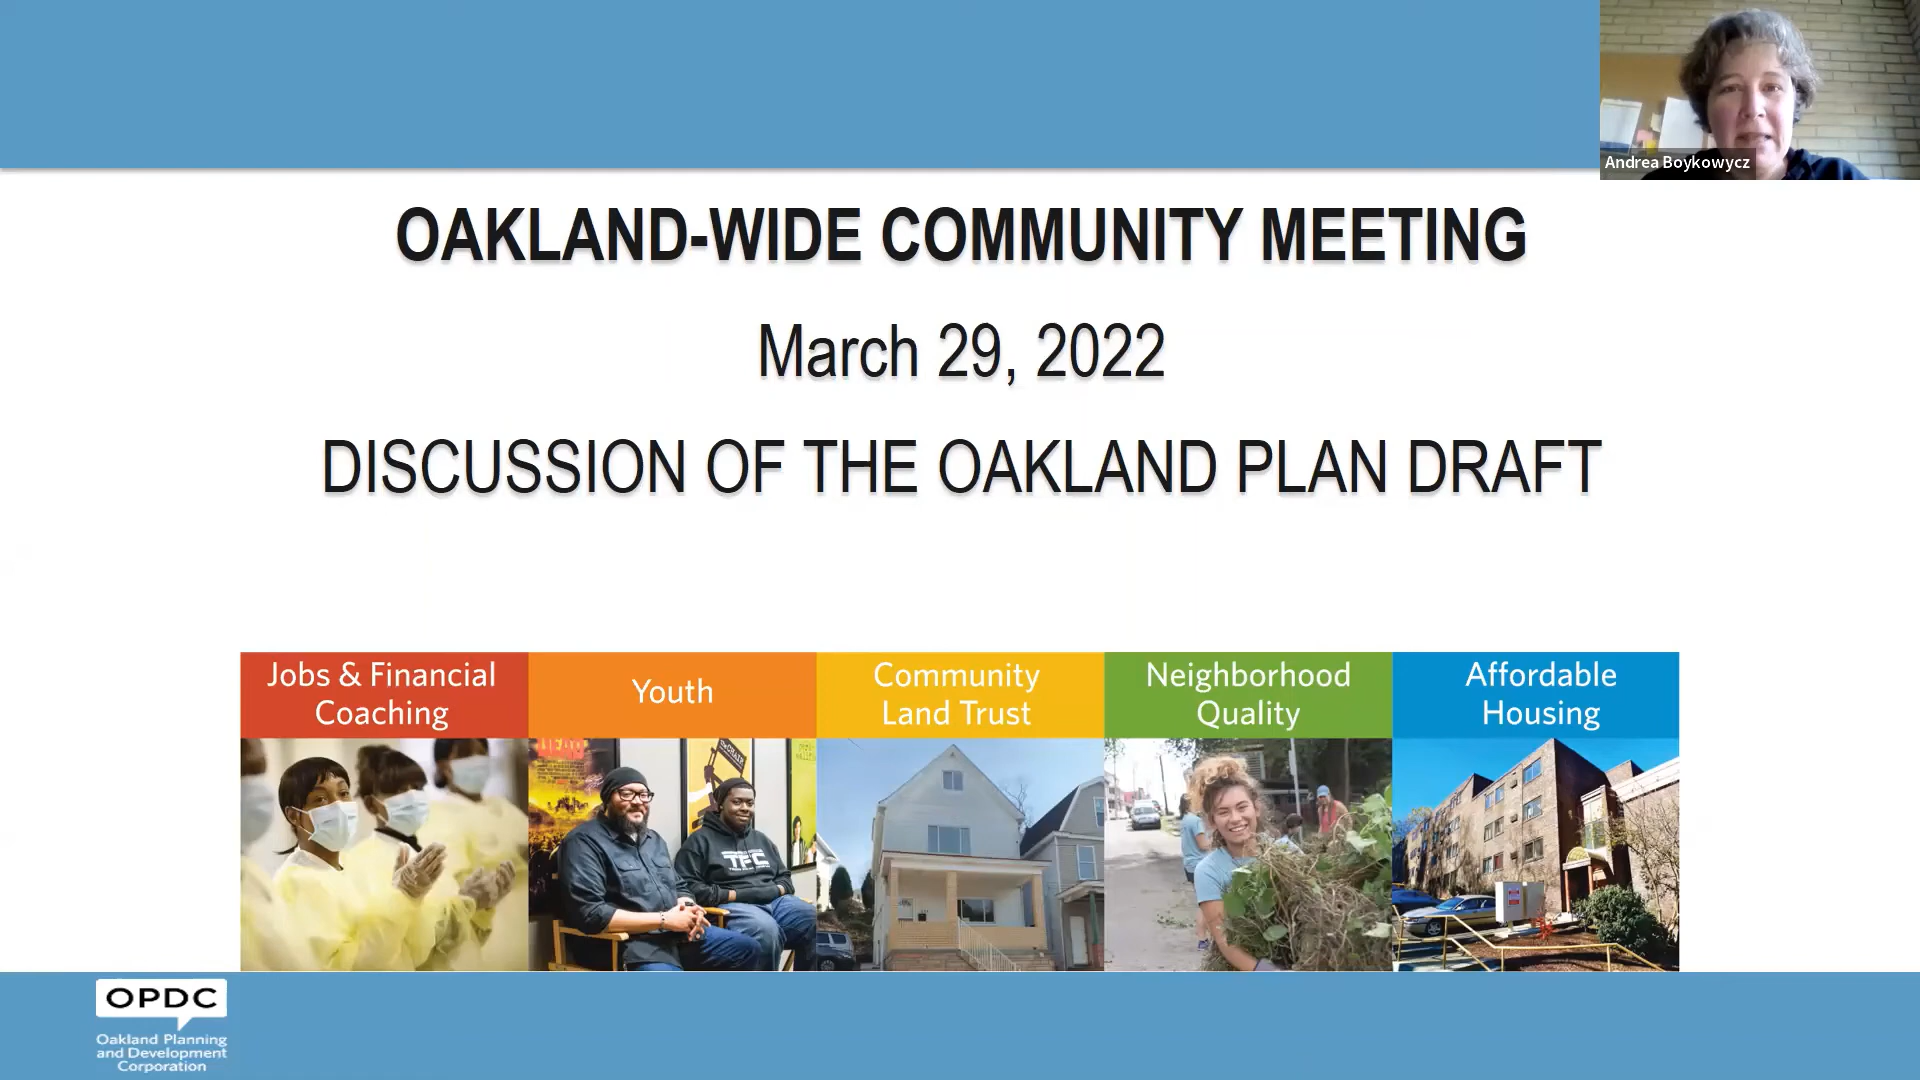 Andrea Boykowycz
OAKLAND-WIDE COMMUNITY MEETING
March 29, 2022
DISCUSSION OF THE OAKLAND PLAN DRAFT
Jobs & Financial
Coaching
Youth
Community
Land Trust
Neighborhood
Quality
Affordable
Housing
TFC
OPDC
Oakland Planning
and Development
Corporation